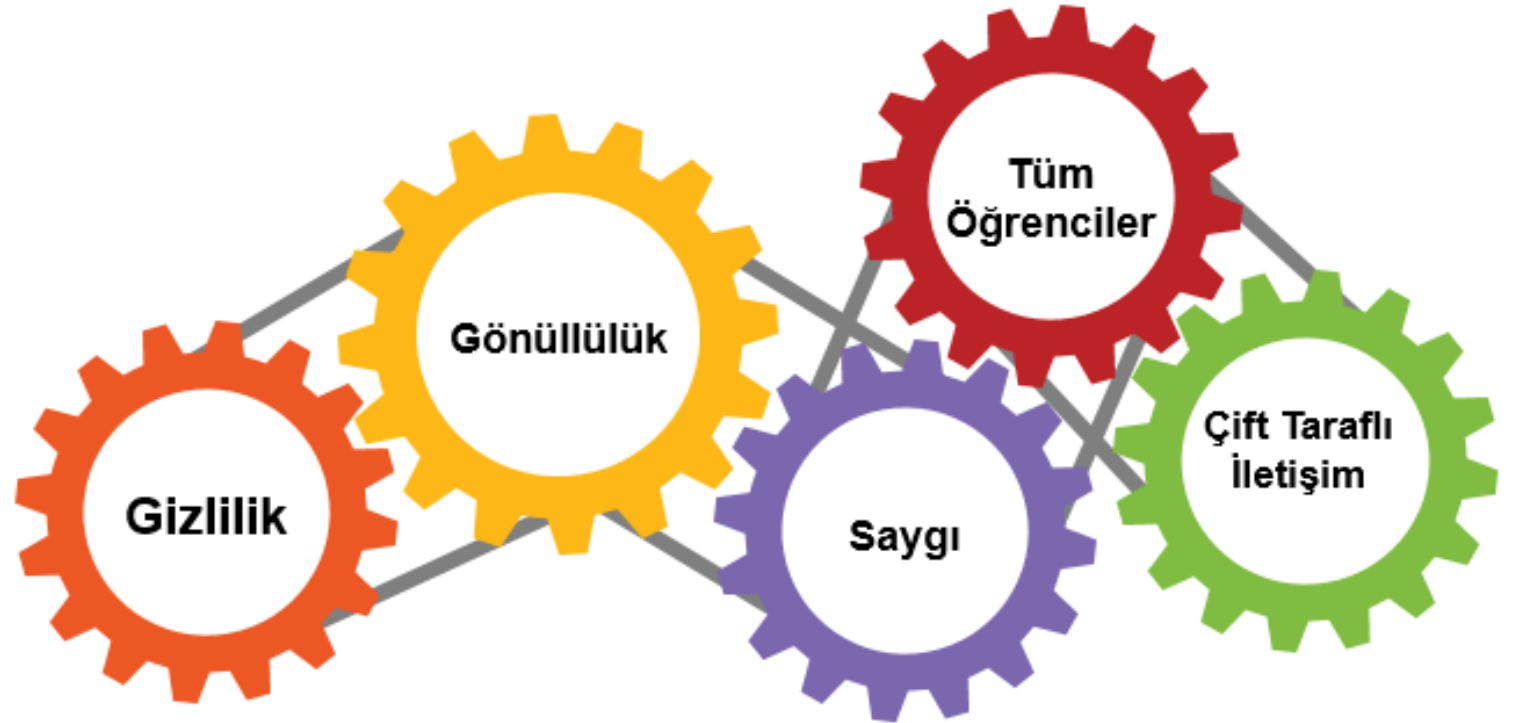 Gizlilik
Gönüllülük
Saygı
Tüm
Öğrenciler
Çift Taraflı
İletişim